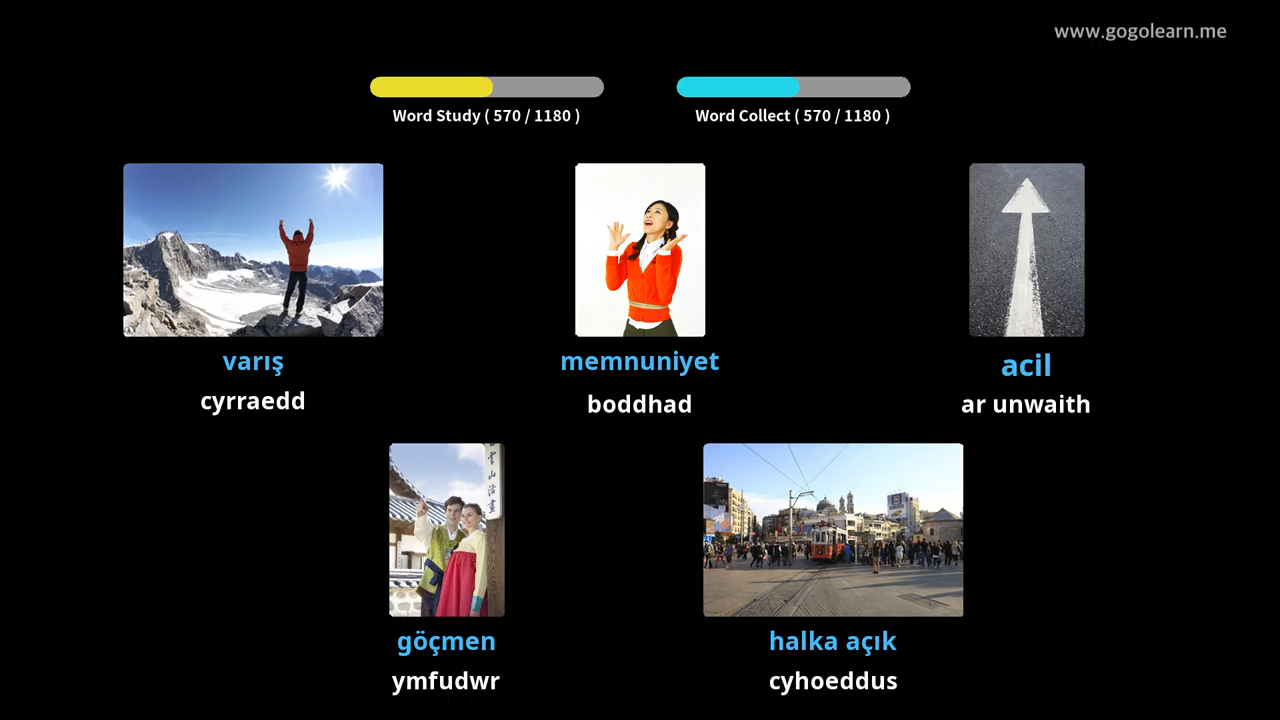 www.gogolearn.me
Word Study ( 570 / 1180 )
Word Collect ( 570 / 1180 )
varış
cyrraedd
memnuniyet
boddhad
acil
ar unwaith
göçmen
ymfudwr
halka açık
cyhoeddus